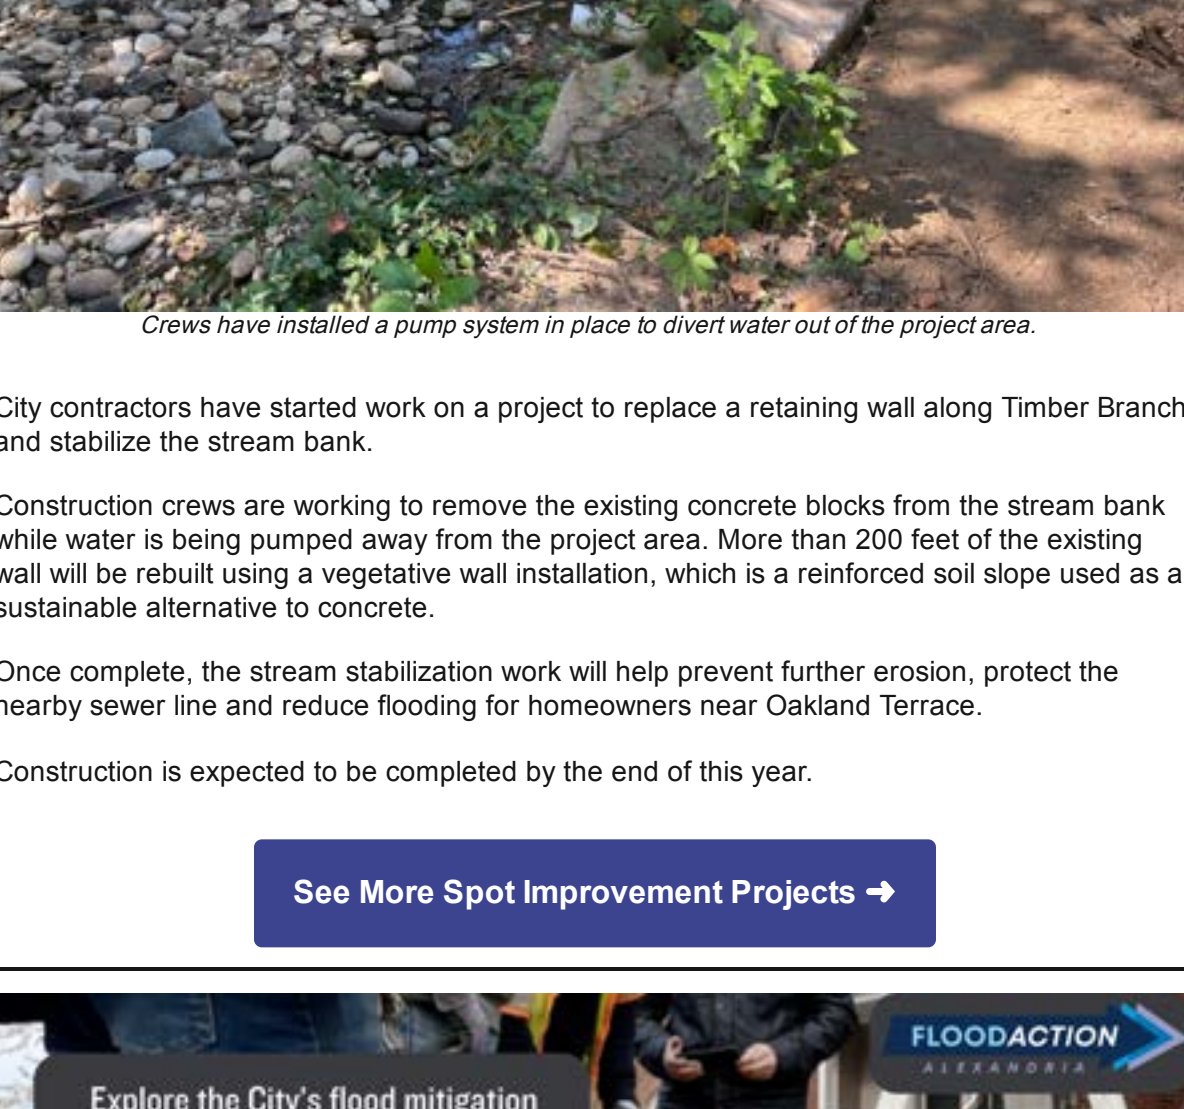 Crews have installed a pump system in place to divert water out of the project area.
City contractors have started work on a project to replace a retaining wall along Timber Branch
and stabilize the stream bank.
Construction crews are working to remove the existing concrete blocks from the stream bank
while water is being pumped away from the project area. More than 200 feet of the existing
wall will be rebuilt using a vegetative wall installation, which is a reinforced soil slope used as a
sustainable alternative to concrete.
Once complete, the stream stabilization work will help prevent further erosion, protect the
nearby sewer line and reduce flooding for homeowners near Oakland Terrace.
Construction is expected to be completed by the end of this year.
See More Spot Improvement Projects ➜
FLOODACTION
ALEXANDRIA
Explore the City's flood mitigation